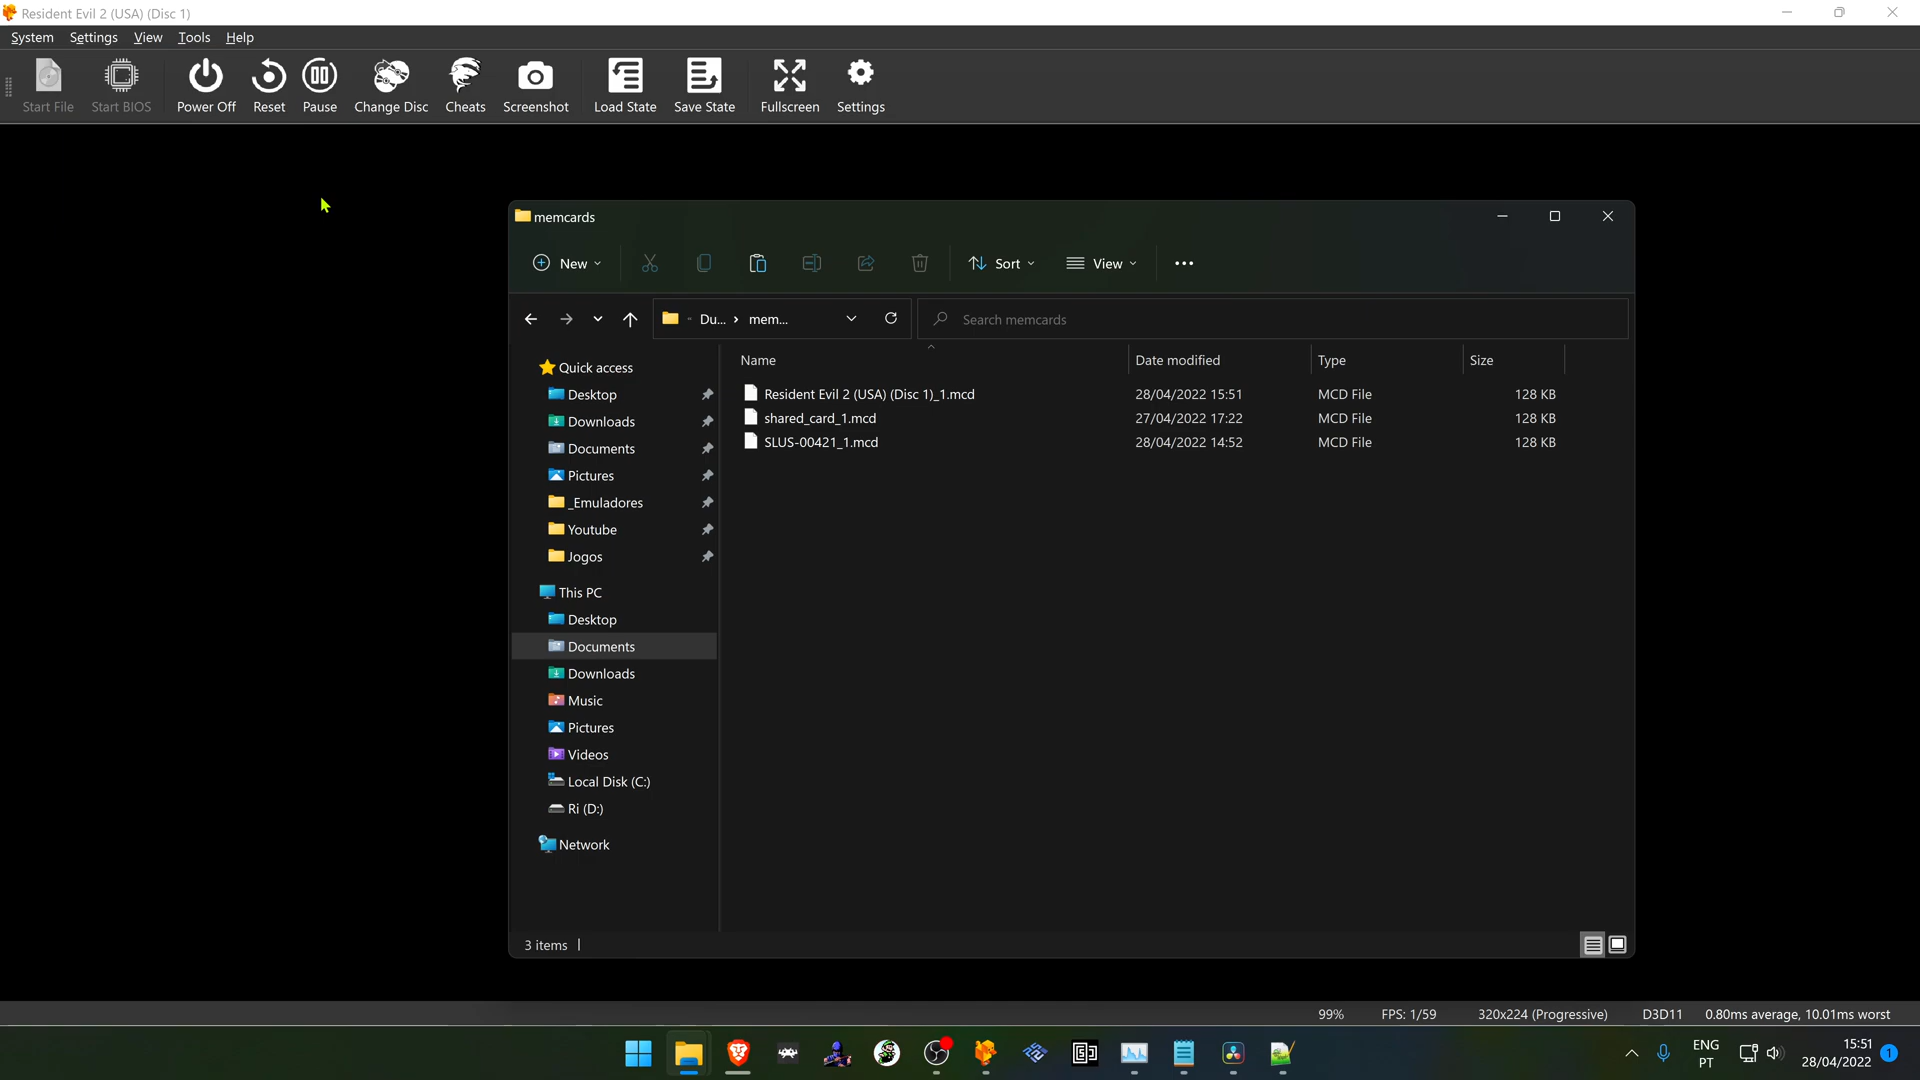 Resident Evil 2 (USA) (Disc 1)
System Settings View Tools Help
Start File Start BIOS Power Off Reset Pause Change Disc Cheats Screenshot Load State Save State Fullscreen Settings
memcards
New Sort View
Du... mem... Search memcards
Name Date modified Type Size
Resident Evil 2 (USA) (Disc 1)_1.mcd 28/04/2022 15:51 MCD File 128 KB
shared_card_1.mcd 27/04/2022 17:22 MCD File 128 KB
SLUS-00421_1.mcd 28/04/2022 14:52 MCD File 128 KB
Quick access
Desktop
Downloads
Documents
Pictures
_Emuladores
Youtube
Jogos
This PC
Desktop
Documents
Downloads
Music
Pictures
Videos
Local Disk (C:)
Ri (D:)
Network
3 items
99% FPS: 1/59 320x224 (Progressive) D3D11 0.80ms average, 10.01ms worst
ENG 15:51
PT 28/04/2022 1